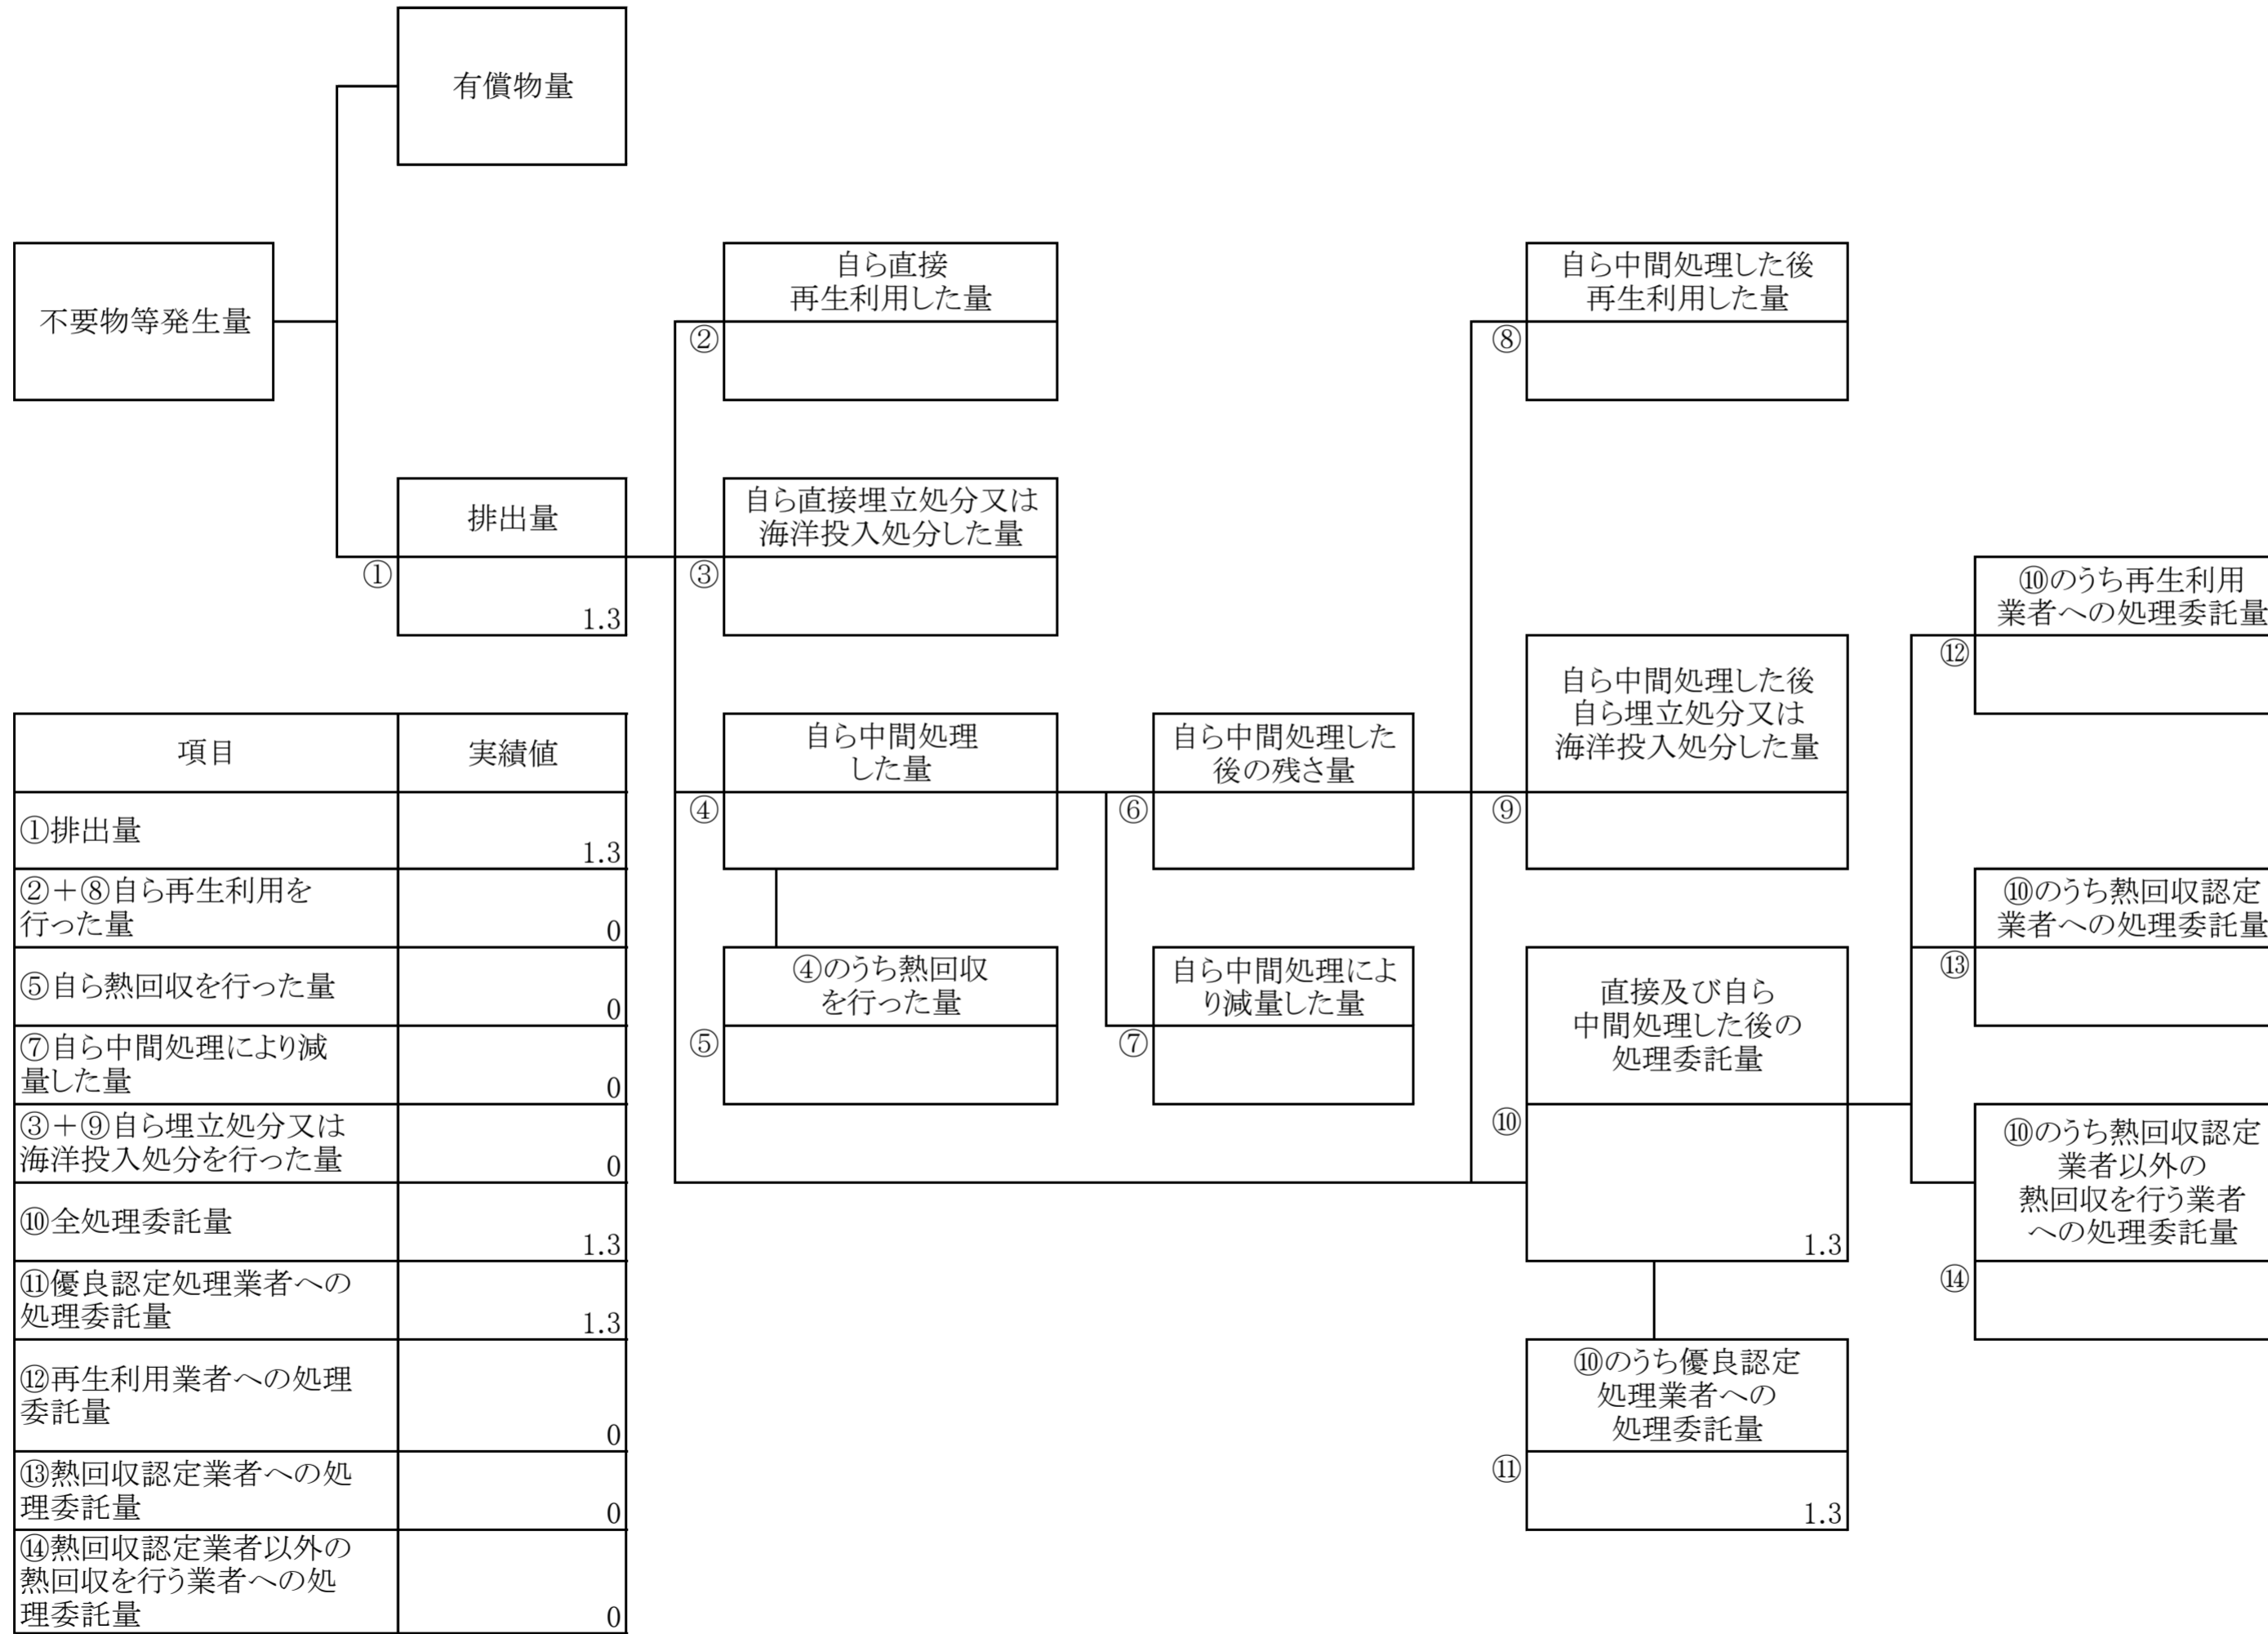 有償物量
不要物等発生量
自ら直接
再生利用した量
②
自ら中間処理した後
再生利用した量
⑧
排出量
①
1.3
自ら直接埋立処分又は
海洋投入処分した量
③
⑩のうち再生利用
業者への処理委託量
⑫
自ら中間処理
した量
④
自ら中間処理した
後の残さ量
⑥
自ら中間処理した後
自ら埋立処分又は
海洋投入処分した量
⑨
⑩のうち熱回収認定
業者への処理委託量
⑬
④のうち熱回収
を行った量
⑤
自ら中間処理によ
り減量した量
⑦
直接及び自ら
中間処理した後の
処理委託量
⑩
1.3
⑩のうち熱回収認定
業者以外の
熱回収を行う業者
への処理委託量
⑭
⑩のうち優良認定
処理業者への
処理委託量
⑪
1.3
項目 実績値
①排出量 1.3
②+⑧自ら再生利用を
行った量 0
⑤自ら熱回収を行った量 0
⑦自ら中間処理により減
量した量 0
③+⑨自ら埋立処分又は
海洋投入処分を行った量 0
⑩全処理委託量 1.3
⑪優良認定処理業者への
処理委託量 1.3
⑫再生利用業者への処理
委託量 0
⑬熱回収認定業者への処
理委託量 0
⑭熱回収認定業者以外の
熱回収を行う業者への処
理委託量 0